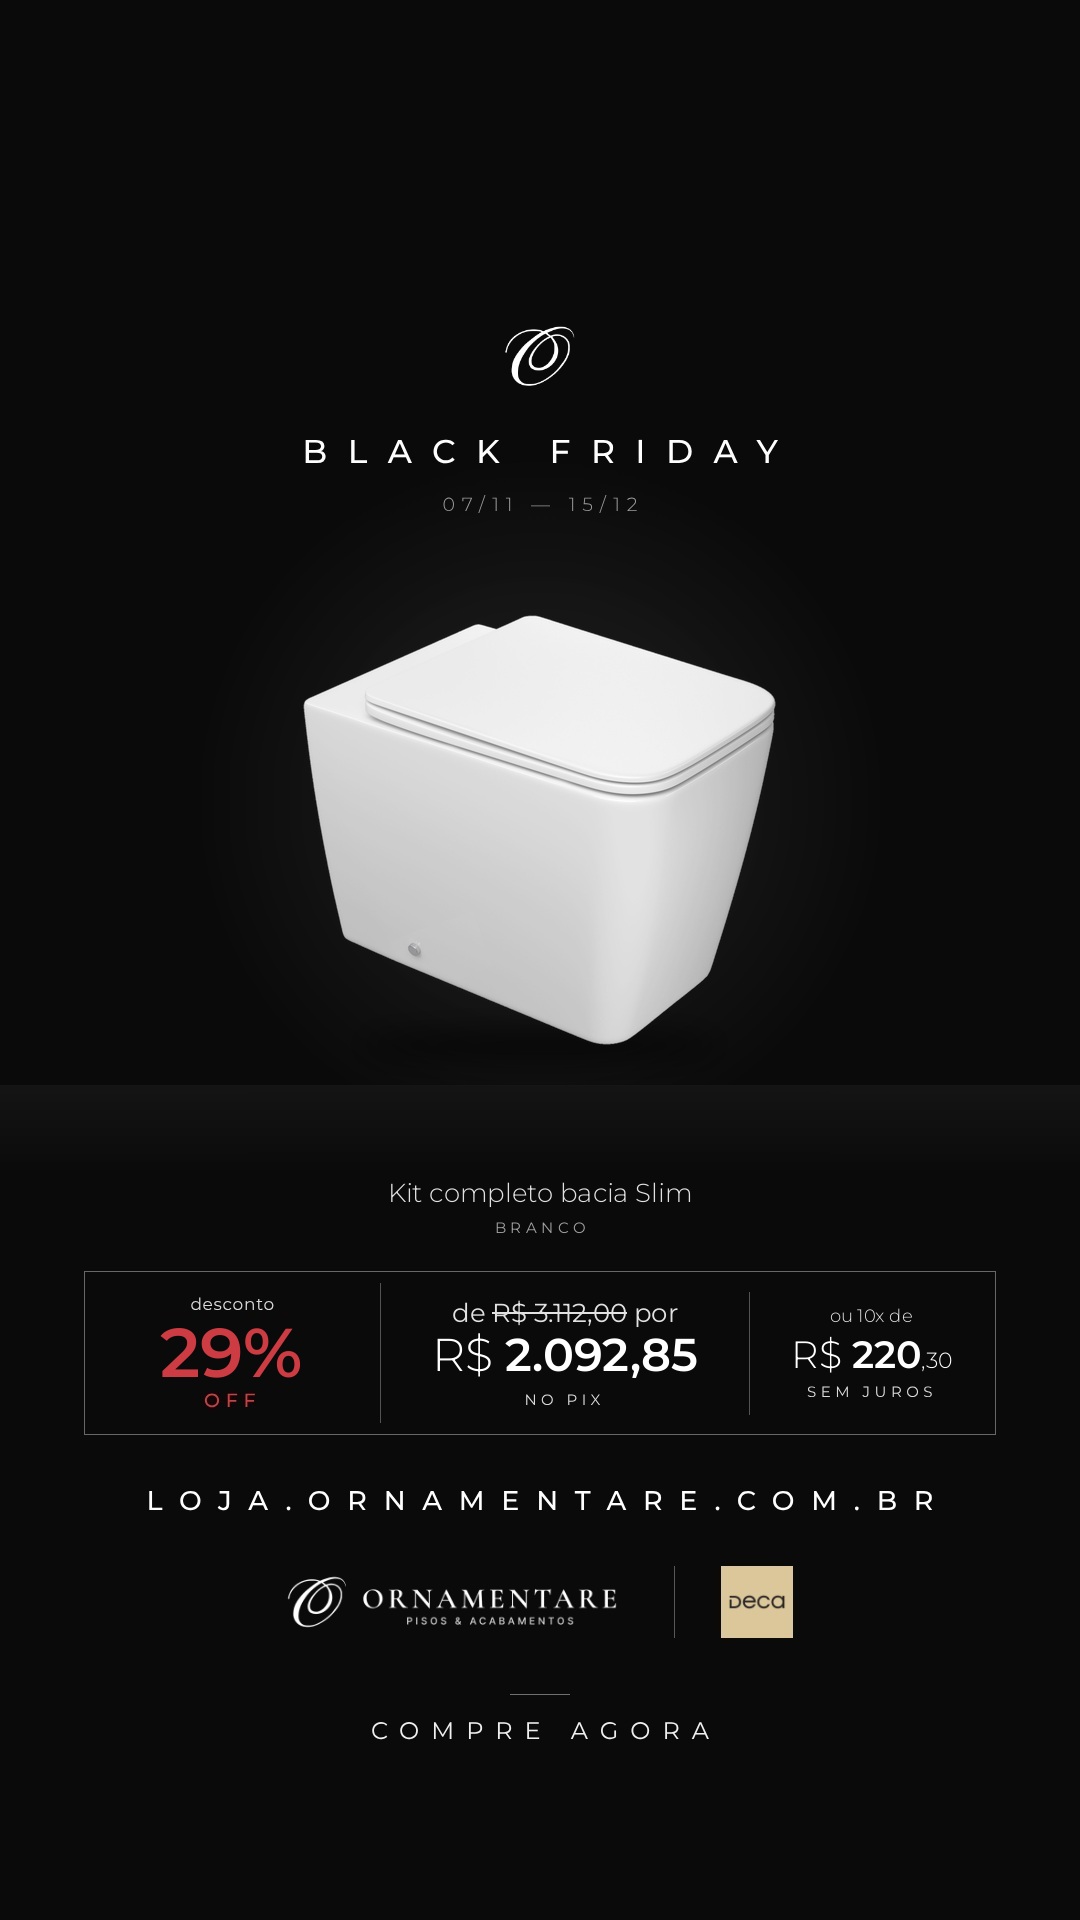 O
BLACK FRIDAY
07/11 — 15/12
Kit completo bacia Slim
BRANCO
desconto
29%
OFF
de R$ 3.112,00 por
R$ 2.092,85
NO PIX
ou 10x de
R$ 220,30
SEM JUROS
LOJA.ORNAMENTARE.COM.BR
O ORNAMENTARE
PISOS & ACABAMENTOS
Deca
COMPRE AGORA